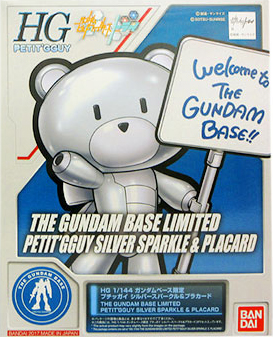 HG
PETIT'GGUY
Welcome to
THE
GUNDAM
BASE!!
THE GUNDAM BASE LIMITED
PETIT'GGUY SILVER SPARKLE & PLACARD
THE GUNDAM BASE
HG 1/144 ガンダムベース限定
プチッガイ シルバースパークル&プラカード
THE GUNDAM BASE LIMITED
PETIT'GGUY SILVER SPARKLE & PLACARD
BAN
DAI
BANDAI 2017 MADE IN JAPAN